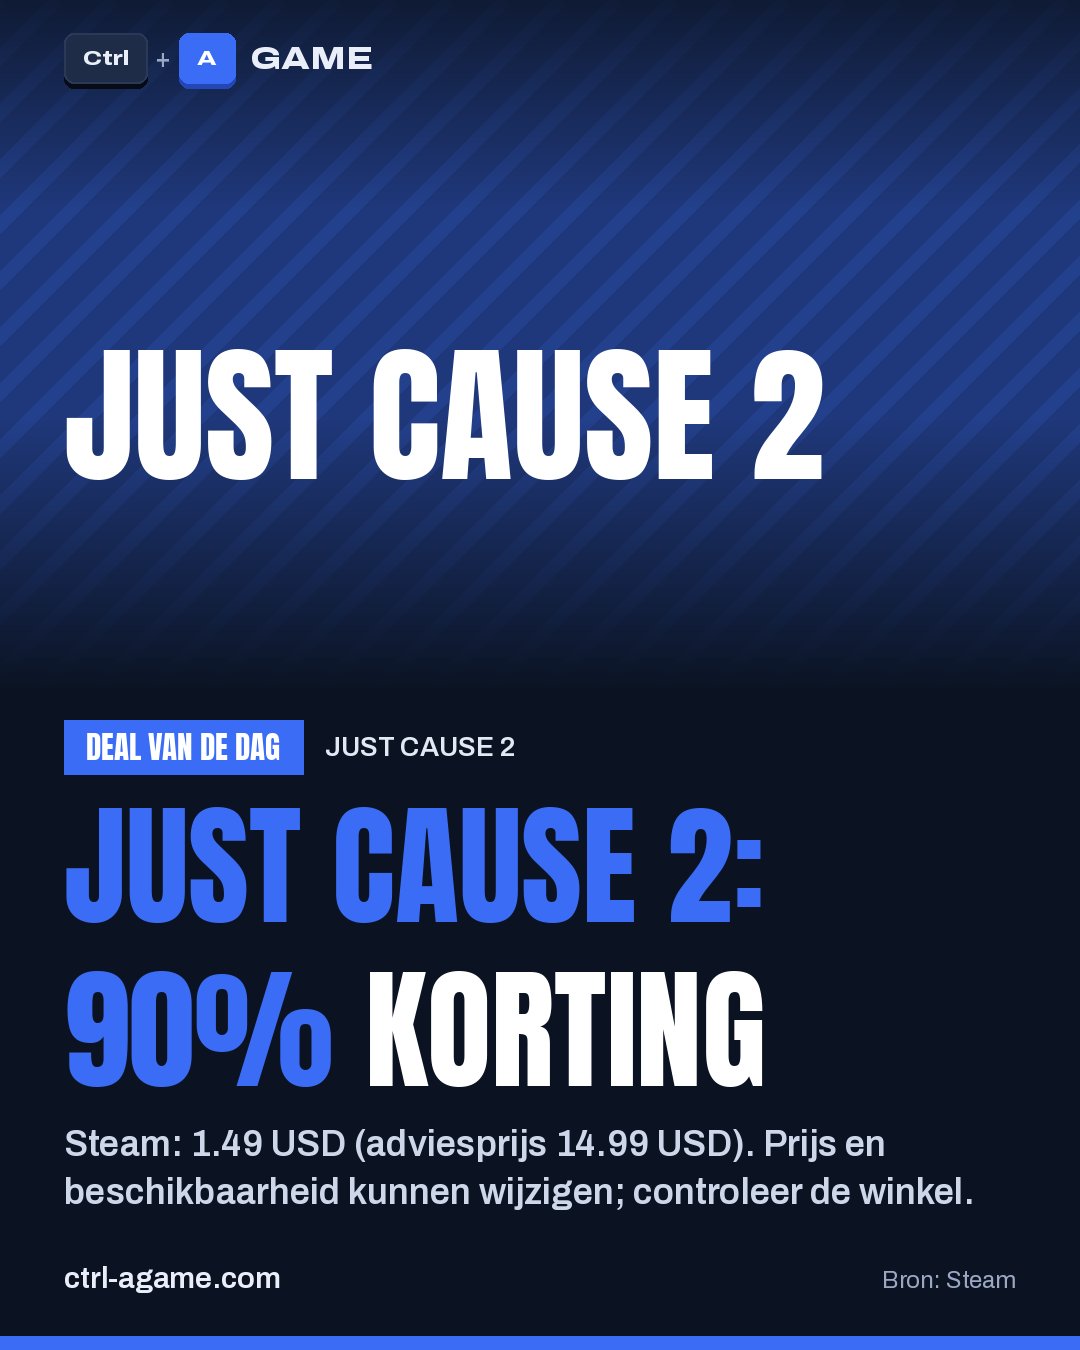 Ctrl + A GAME
JUST CAUSE 2
DEAL VAN DE DAG JUST CAUSE 2
JUST CAUSE 2:
90% KORTING
Steam: 1.49 USD (adviesprijs 14.99 USD). Prijs en
beschikbaarheid kunnen wijzigen; controleer de winkel.
ctrl-agame.com Bron: Steam